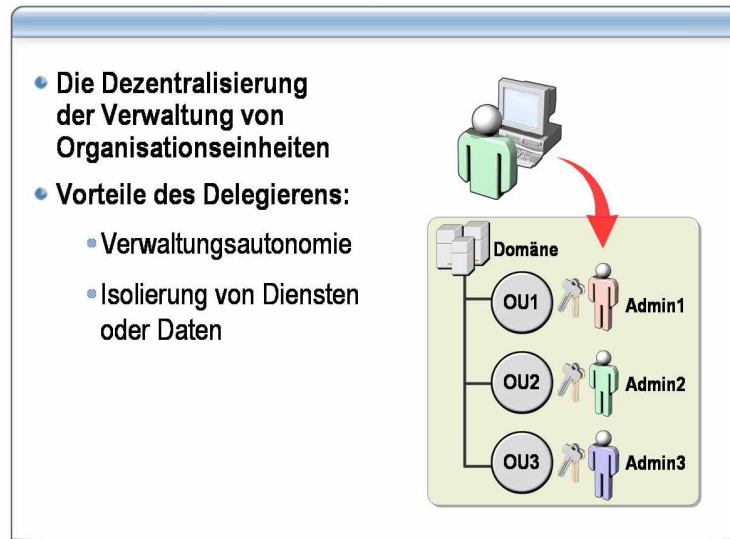 Die Dezentralisierung
der Verwaltung von
Organisationseinheiten
Vorteile des Delegierens:
Verwaltungsautonomie
Isolierung von Diensten
oder Daten
Domäne
OU1
Admin1
OU2
Admin2
OU3
Admin3